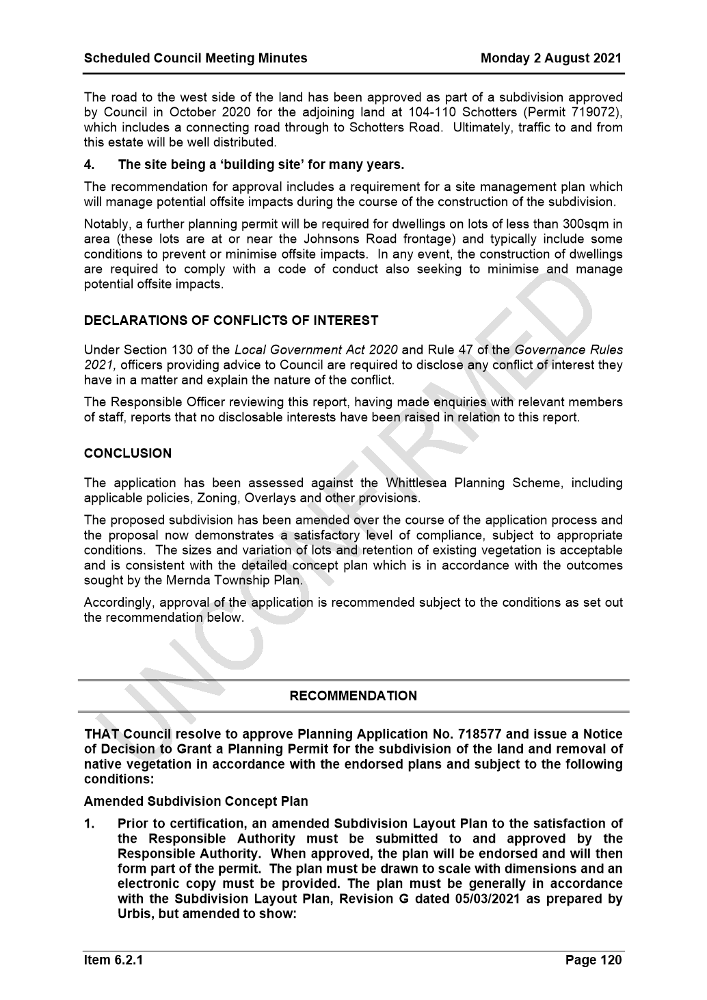 Scheduled Council Meeting Minutes Monday 2 August 2021
The road to the west side of the land has been approved as part of a subdivision approved
by Council in October 2020 for the adjoining land at 104-110 Schotters (Permit 719072),
which includes a connecting road through to Schotters Road.  Ultimately, traffic to and from
this estate will be well distributed.
4. The site being a ‘building site’ for many years.
The recommendation for approval includes a requirement for a site management plan which
will manage potential offsite impacts during the course of the construction of the subdivision.
Notably, a further planning permit will be required for dwellings on lots of less than 300sqm in
area (these lots are at or near the Johnsons Road frontage) and typically include some
conditions to prevent or minimise offsite impacts.  In any event, the construction of dwellings
are required to comply with a code of conduct also seeking to minimise and manage
potential offsite impacts.
DECLARATIONS OF CONFLICTS OF INTEREST
Under Section 130 of the Local Government Act 2020 and Rule 47 of the Governance Rules
2021, officers providing advice to Council are required to disclose any conflict of interest they
have in a matter and explain the nature of the conflict.
The Responsible Officer reviewing this report, having made enquiries with relevant members
of staff, reports that no disclosable interests have been raised in relation to this report.
CONCLUSION
The application has been assessed against the Whittlesea Planning Scheme, including
applicable policies, Zoning, Overlays and other provisions.
The proposed subdivision has been amended over the course of the application process and
the proposal now demonstrates a satisfactory level of compliance, subject to appropriate
conditions.  The sizes and variation of lots and retention of existing vegetation is acceptable
and is consistent with the detailed concept plan which is in accordance with the outcomes
sought by the Mernda Township Plan.
Accordingly, approval of the application is recommended subject to the conditions as set out
the recommendation below.
UNCONFIRMED
RECOMMENDATION
THAT Council resolve to approve Planning Application No. 718577 and issue a Notice
of Decision to Grant a Planning Permit for the subdivision of the land and removal of
native vegetation in accordance with the endorsed plans and subject to the following
conditions:
Amended Subdivision Concept Plan
1. Prior to certification, an amended Subdivision Layout Plan to the satisfaction of
the Responsible Authority must be submitted to and approved by the
Responsible Authority.  When approved, the plan will be endorsed and will then
form part of the permit.  The plan must be drawn to scale with dimensions and an
electronic copy must be provided. The plan must be generally in accordance
with the Subdivision Layout Plan, Revision G dated 05/03/2021 as prepared by
Urbis, but amended to show:
Item 6.2.1 Page 120